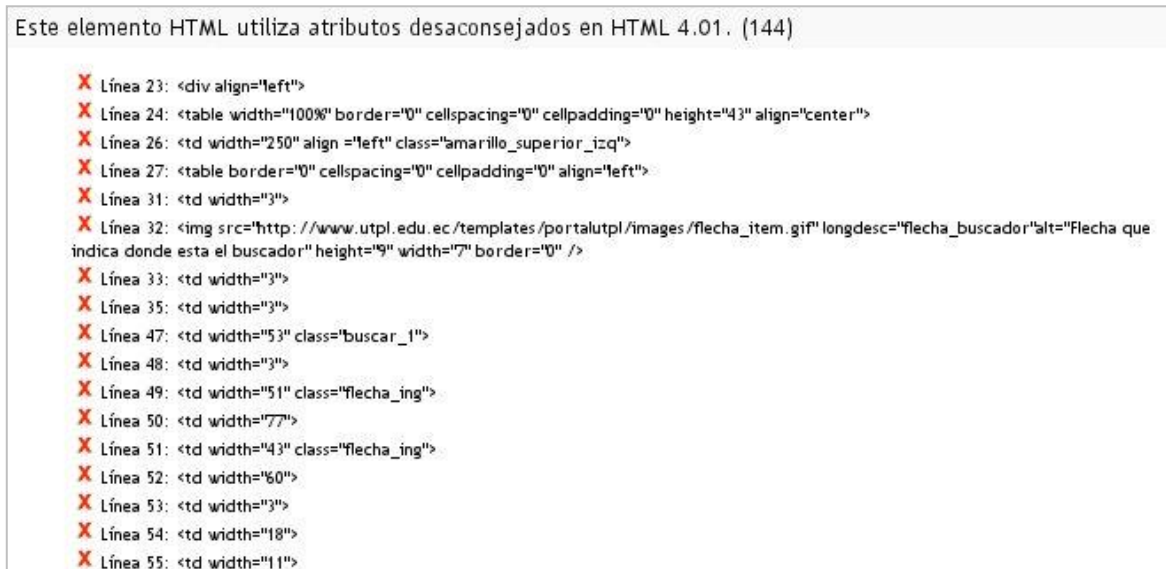 Este elemento HTML utiliza atributos desaconsejados en HTML 4.01. (144)
X Línea 23: <div align="left">
X Línea 24: <table width="100%" border="0" cellspacing="0" cellpadding="0" height="43" align="center">
X Línea 26: <td width="250" align ="left" class="amarillo_superior_izq">
X Línea 27: <table border="0" cellspacing="0" cellpadding="0" align="left">
X Línea 31: <td width="3">
X Línea 32: <img src="http://www.utpl.edu.ec/templates/portalutpl/images/flecha_item.gif" longdesc="flecha_buscador"alt="Flecha que
indica donde esta el buscador" height="9" width="7" border="0" />
X Línea 33: <td width="3">
X Línea 35: <td width="3">
X Línea 47: <td width="53" class="buscar_1">
X Línea 48: <td width="3">
X Línea 49: <td width="51" class="flecha_ing">
X Línea 50: <td width="77">
X Línea 51: <td width="43" class="flecha_ing">
X Línea 52: <td width="60">
X Línea 53: <td width="3">
X Línea 54: <td width="18">
X Línea 55: <td width="11">